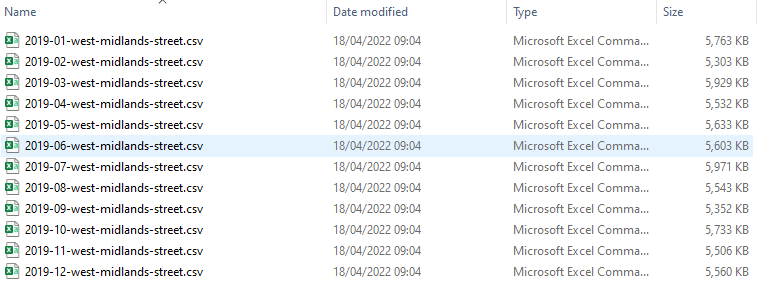 Name Date modified Type Size
2019-01-west-midlands-street.csv 18/04/2022 09:04 Microsoft Excel Comma... 5,763 KB
2019-02-west-midlands-street.csv 18/04/2022 09:04 Microsoft Excel Comma... 5,303 KB
2019-03-west-midlands-street.csv 18/04/2022 09:04 Microsoft Excel Comma... 5,929 KB
2019-04-west-midlands-street.csv 18/04/2022 09:04 Microsoft Excel Comma... 5,532 KB
2019-05-west-midlands-street.csv 18/04/2022 09:04 Microsoft Excel Comma... 5,633 KB
2019-06-west-midlands-street.csv 18/04/2022 09:04 Microsoft Excel Comma... 5,603 KB
2019-07-west-midlands-street.csv 18/04/2022 09:04 Microsoft Excel Comma... 5,971 KB
2019-08-west-midlands-street.csv 18/04/2022 09:04 Microsoft Excel Comma... 5,543 KB
2019-09-west-midlands-street.csv 18/04/2022 09:04 Microsoft Excel Comma... 5,352 KB
2019-10-west-midlands-street.csv 18/04/2022 09:04 Microsoft Excel Comma... 5,733 KB
2019-11-west-midlands-street.csv 18/04/2022 09:04 Microsoft Excel Comma... 5,506 KB
2019-12-west-midlands-street.csv 18/04/2022 09:04 Microsoft Excel Comma... 5,560 KB